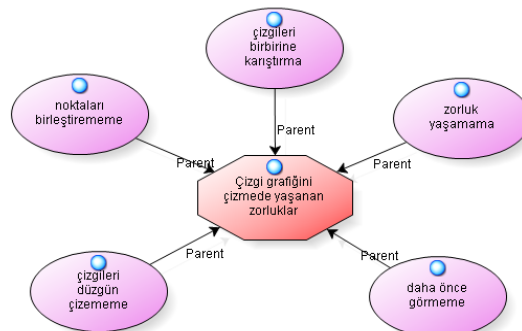 çizgileri
birbirine
karıştırma
noktaları
birleştirememe
zorluk
yaşamama
Parent
Parent
Parent
Çizgi grafiğini
çizmede yaşanan
zorluklar
Parent
Parent
çizgileri
düzgün
çizememe
daha önce
görmeme